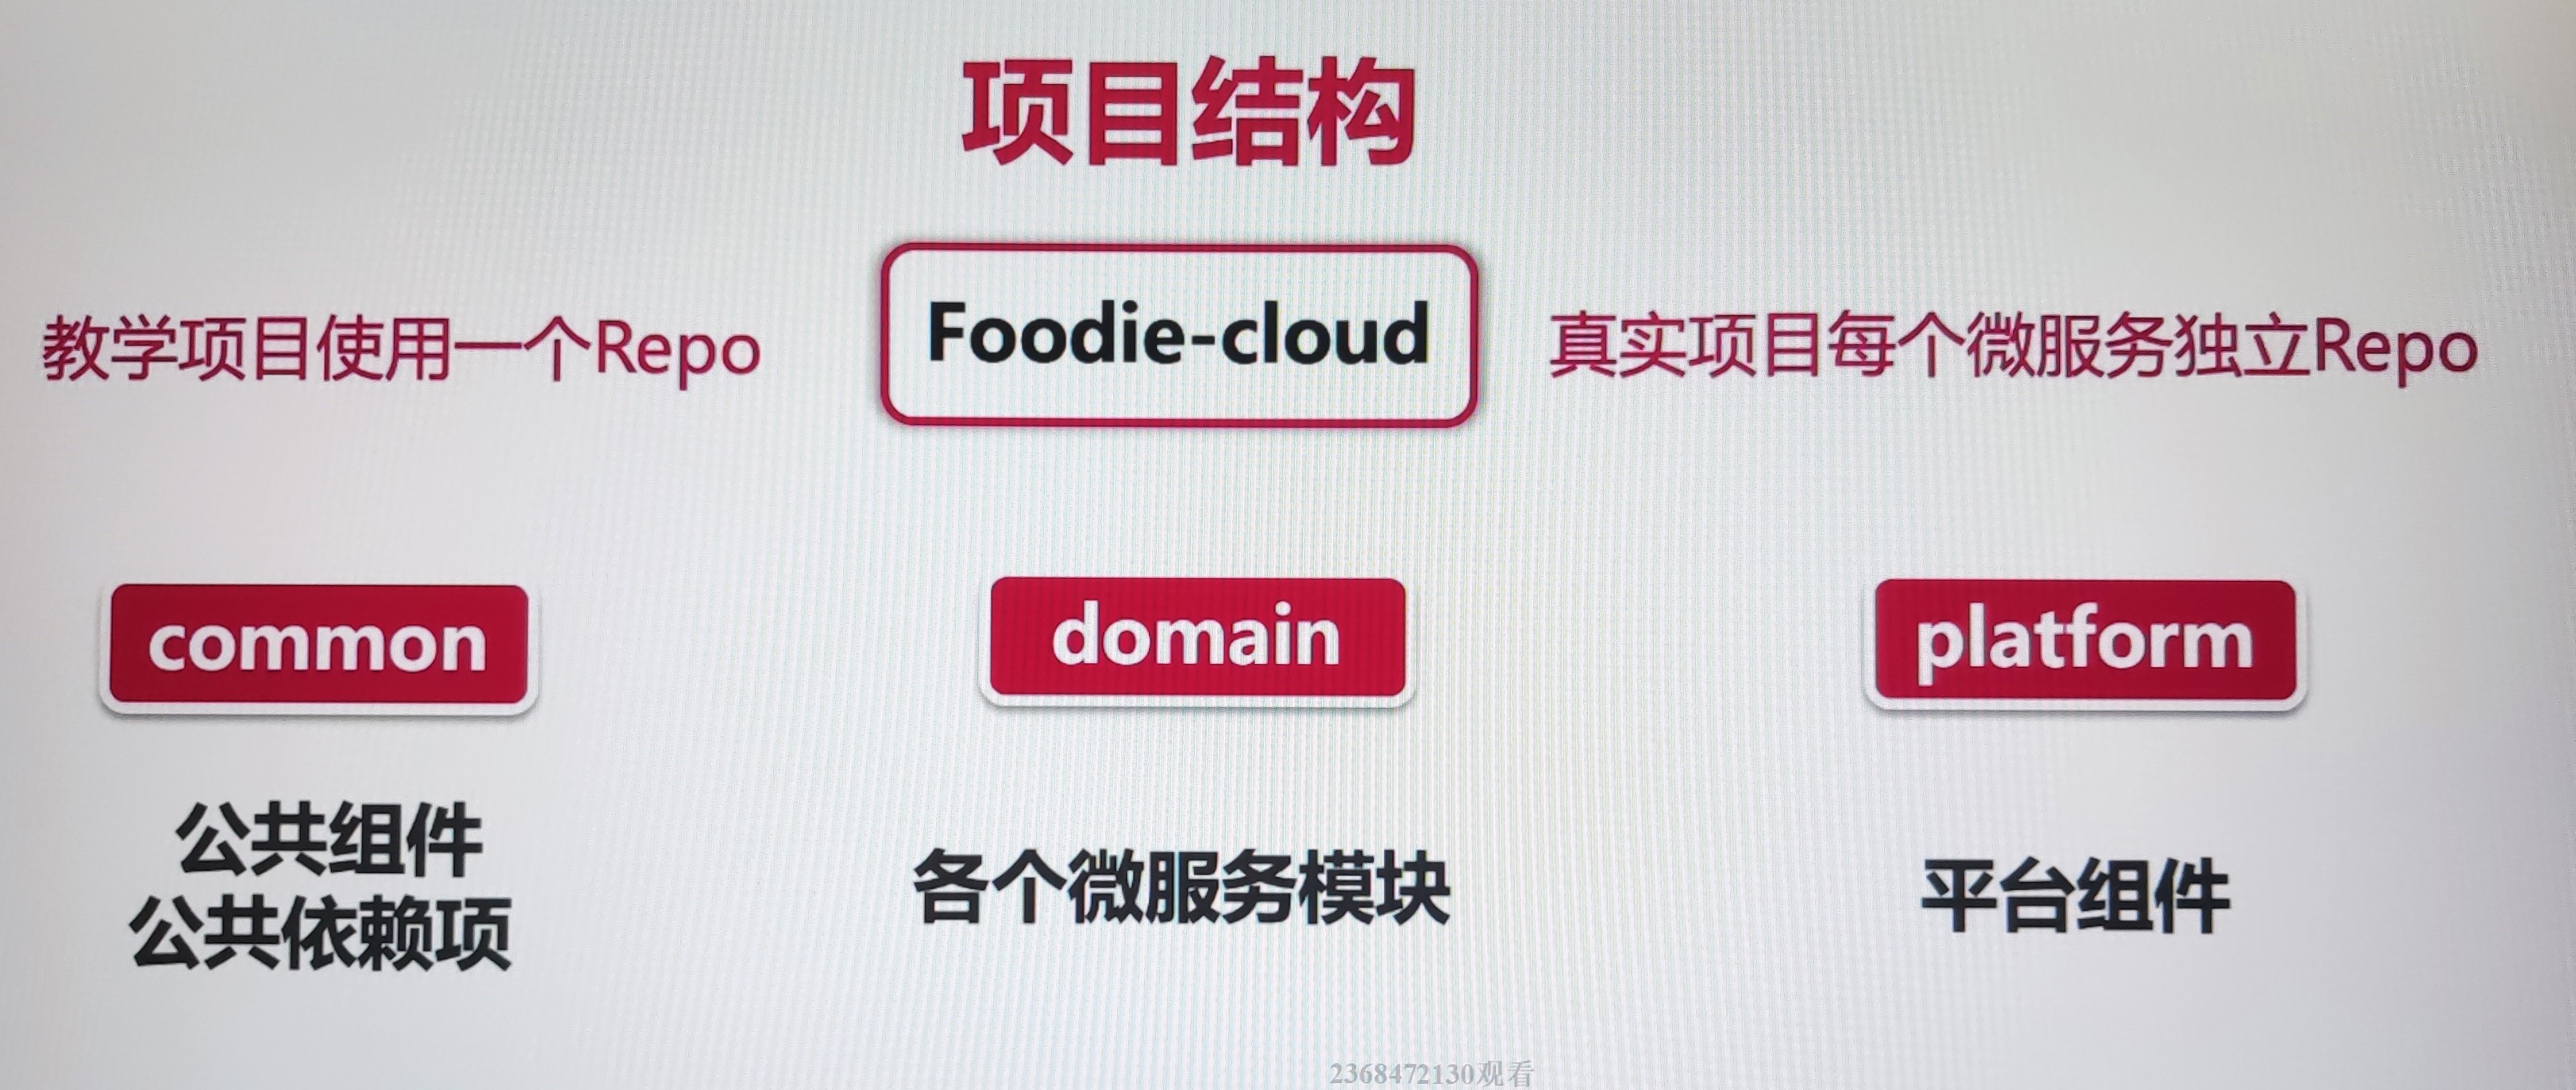 项目结构
教学项目使用一个Repo
Foodie-cloud
真实项目每个微服务独立Repo
common
domain
platform
公共组件
公共依赖项
各个微服务模块
平台组件
2368472130观看